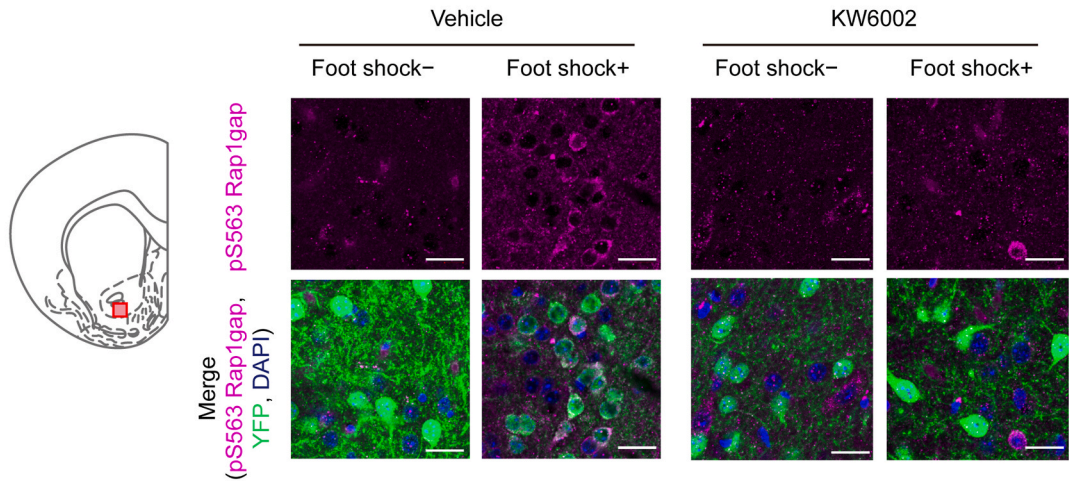 Vehicle
KW6002
Foot shock−
Foot shock+
Foot shock−
Foot shock+
pS563 Rap1gap
Merge
(pS563 Rap1gap,
YFP, DAPI)